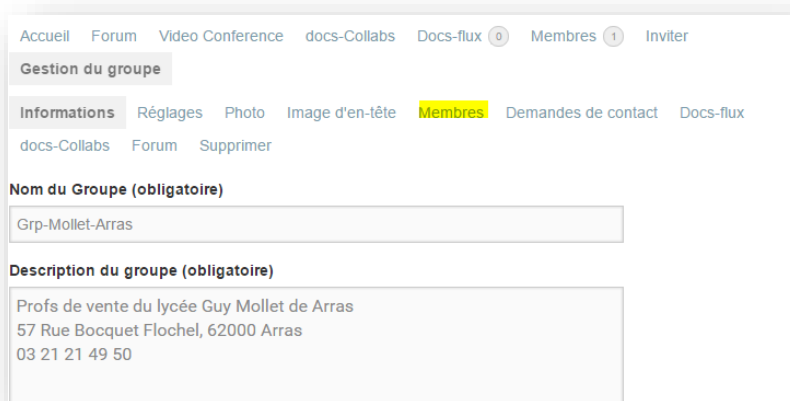 Accueil Forum Video Conference docs-Collabs Docs-flux 0 Membres 1 Inviter
Gestion du groupe
Informations Réglages Photo Image d'en-tête Membres Demandes de contact Docs-flux
docs-Collabs Forum Supprimer
Nom du Groupe (obligatoire)
Grp-Mollet-Arras
Description du groupe (obligatoire)
Profs de vente du lycée Guy Mollet de Arras
57 Rue Bocquet Flochel, 62000 Arras
03 21 21 49 50